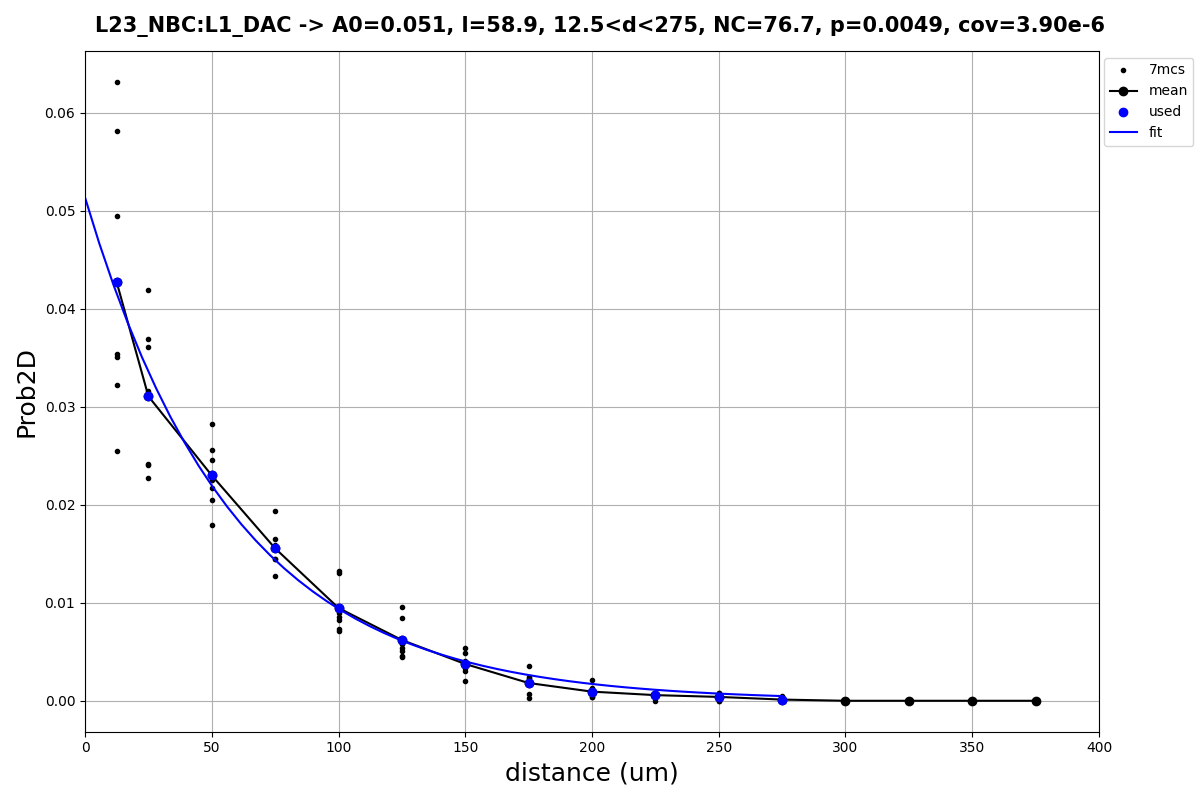 L23_NBC:L1_DAC -> A0=0.051, l=58.9, 12.5<d<275, NC=76.7, p=0.0049, cov=3.90e-6
7mcs
mean
used
fit
Prob2D
0.06
0.05
0.04
0.03
0.02
0.01
0.00
0 50 100 150 200 250 300 350 400
distance (um)